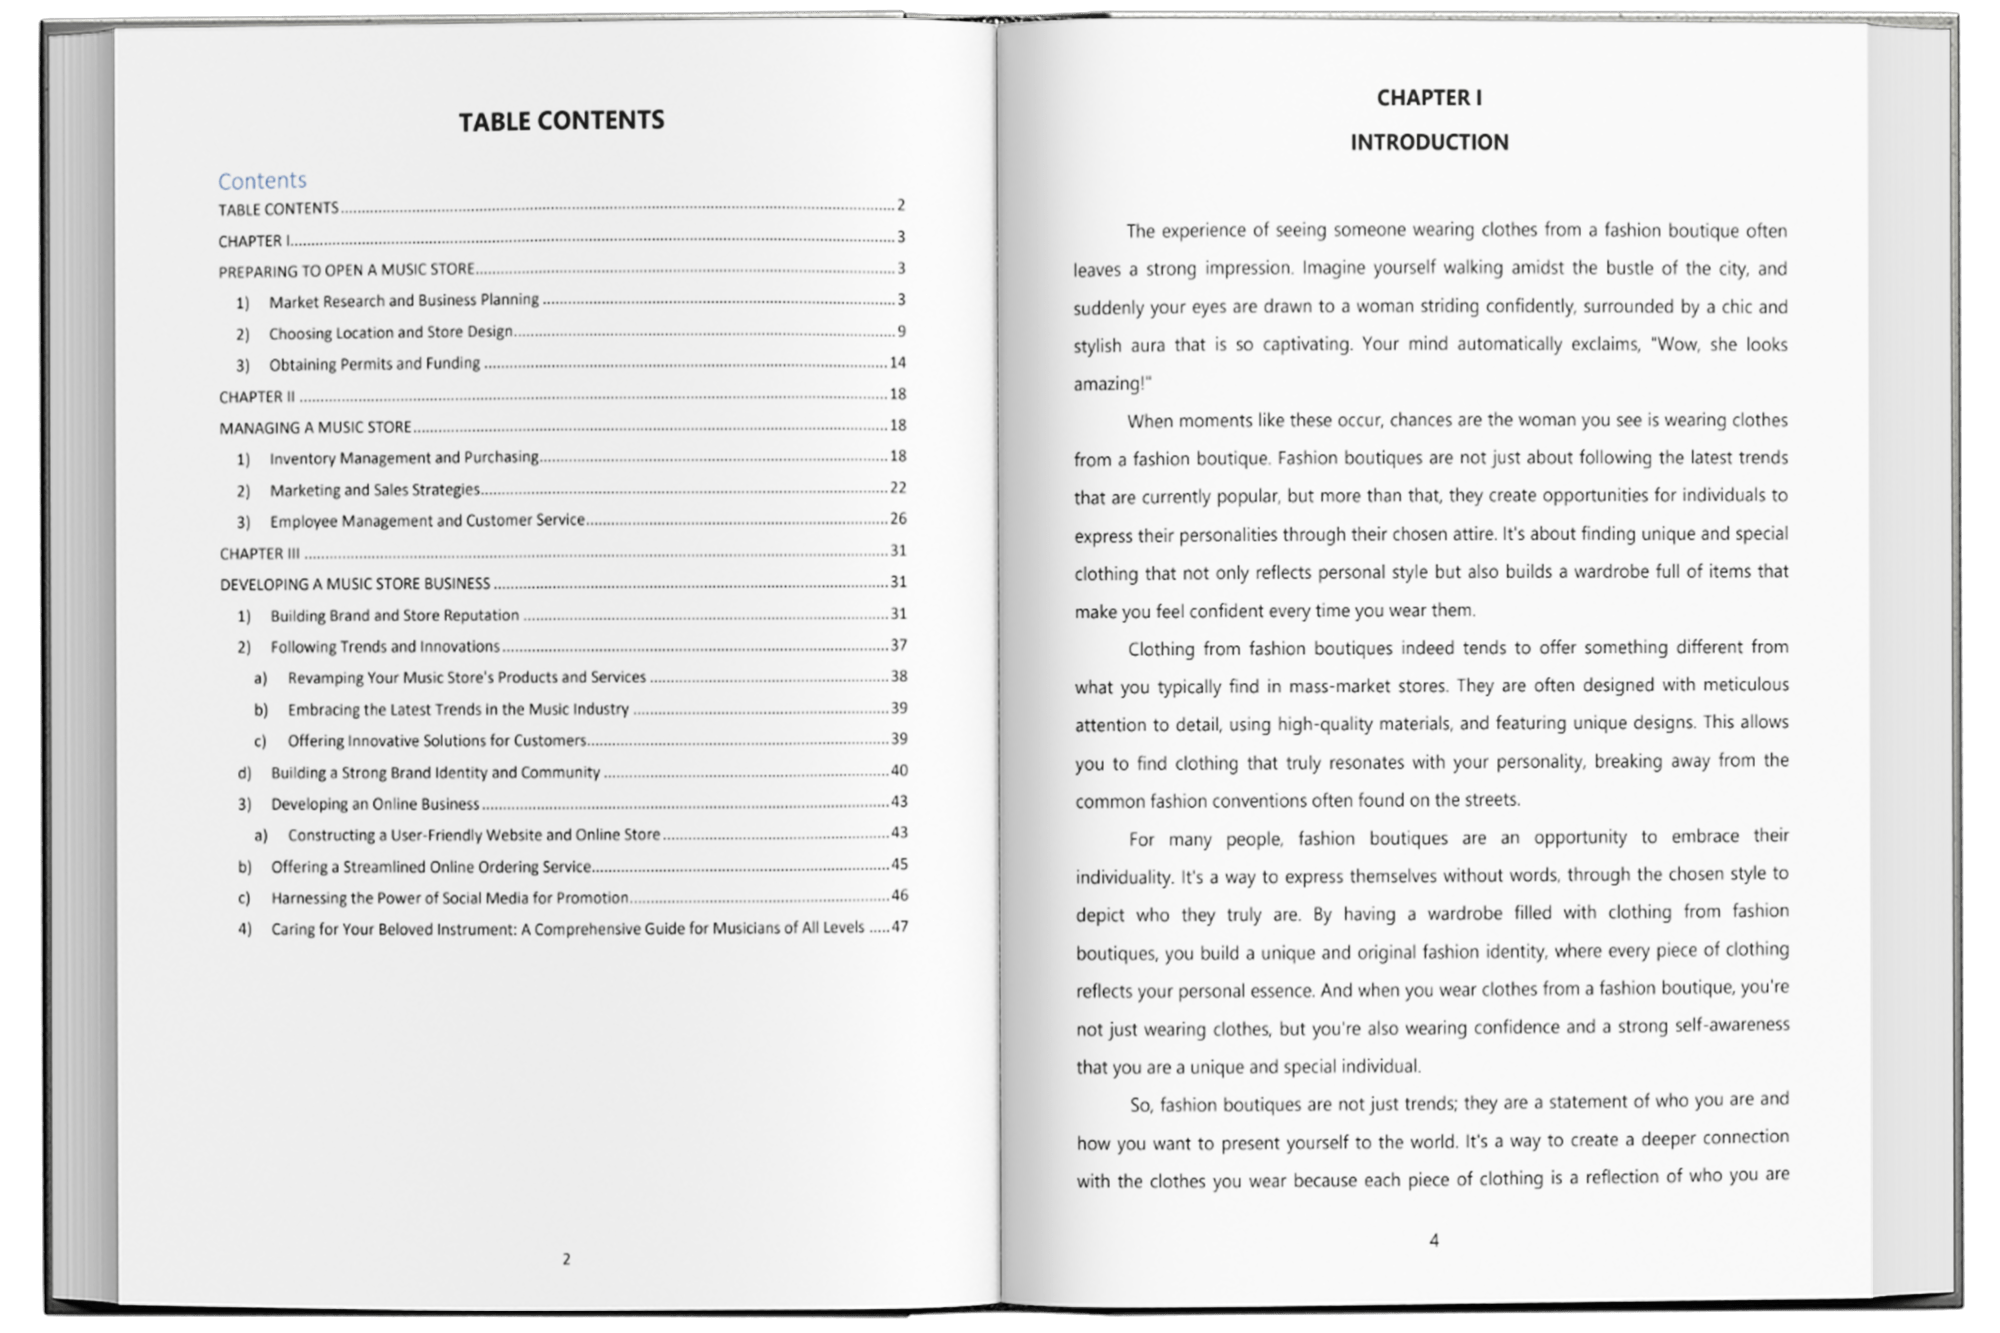 TABLE CONTENTS
Contents
TABLE CONTENTS 2
CHAPTER I 3
PREPARING TO OPEN A MUSIC STORE 3
1) Market Research and Business Planning 3
2) Choosing Location and Store Design 9
3) Obtaining Permits and Funding 14
CHAPTER II 18
MANAGING A MUSIC STORE 18
1) Inventory Management and Purchasing 18
2) Marketing and Sales Strategies 22
3) Employee Management and Customer Service 26
CHAPTER III 31
DEVELOPING A MUSIC STORE BUSINESS 31
1) Building Brand and Store Reputation 31
2) Following Trends and Innovations 37
a) Revamping Your Music Store's Products and Services 38
b) Embracing the Latest Trends in the Music Industry 39
c) Offering Innovative Solutions for Customers 39
d) Building a Strong Brand Identity and Community 40
3) Developing an Online Business 43
a) Constructing a User-Friendly Website and Online Store 43
b) Offering a Streamlined Online Ordering Service 45
c) Harnessing the Power of Social Media for Promotion 46
4) Caring for Your Beloved Instrument: A Comprehensive Guide for Musicians of All Levels 47
2
CHAPTER I
INTRODUCTION
The experience of seeing someone wearing clothes from a fashion boutique often
leaves a strong impression. Imagine yourself walking amidst the bustle of the city, and
suddenly your eyes are drawn to a woman striding confidently, surrounded by a chic and
stylish aura that is so captivating. Your mind automatically exclaims, "Wow, she looks
amazing!"
When moments like these occur, chances are the woman you see is wearing clothes
from a fashion boutique. Fashion boutiques are not just about following the latest trends
that are currently popular, but more than that, they create opportunities for individuals to
express their personalities through their chosen attire. It's about finding unique and special
clothing that not only reflects personal style but also builds a wardrobe full of items that
make you feel confident every time you wear them.
Clothing from fashion boutiques indeed tends to offer something different from
what you typically find in mass-market stores. They are often designed with meticulous
attention to detail, using high-quality materials, and featuring unique designs. This allows
you to find clothing that truly resonates with your personality, breaking away from the
common fashion conventions often found on the streets.
For many people, fashion boutiques are an opportunity to embrace their
individuality. It's a way to express themselves without words, through the chosen style to
depict who they truly are. By having a wardrobe filled with clothing from fashion
boutiques, you build a unique and original fashion identity, where every piece of clothing
reflects your personal essence. And when you wear clothes from a fashion boutique, you're
not just wearing clothes, but you're also wearing confidence and a strong self-awareness
that you are a unique and special individual.
So, fashion boutiques are not just trends; they are a statement of who you are and
how you want to present yourself to the world. It's a way to create a deeper connection
with the clothes you wear because each piece of clothing is a reflection of who you are
4